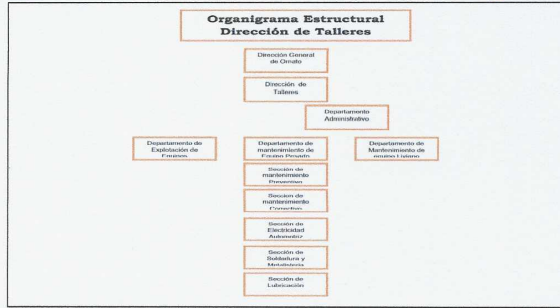 Organigrama Estructural
Dirección de Talleres
Dirección General
de Ornato
Dirección de
Talleres
Departamento
Administrativo
Departamento de
Explotación de
Equipos
Departamento de
mantenimiento de
Equipo Pesado
Departamento de
Mantenimiento de
equipo Liviano
Sección de
mantenimiento
Preventivo
Sección de
mantenimiento
Correctivo
Sección de
Electricidad
Automotriz
Sección de
Soldadura y
Sección de
Lubricación